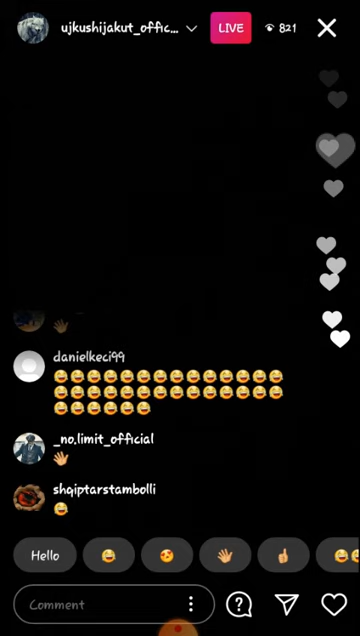 ujkushijakut_offic...
LIVE
821
danielkeci99
_no.limit_official
shqiptarstambolli
Hello
Comment